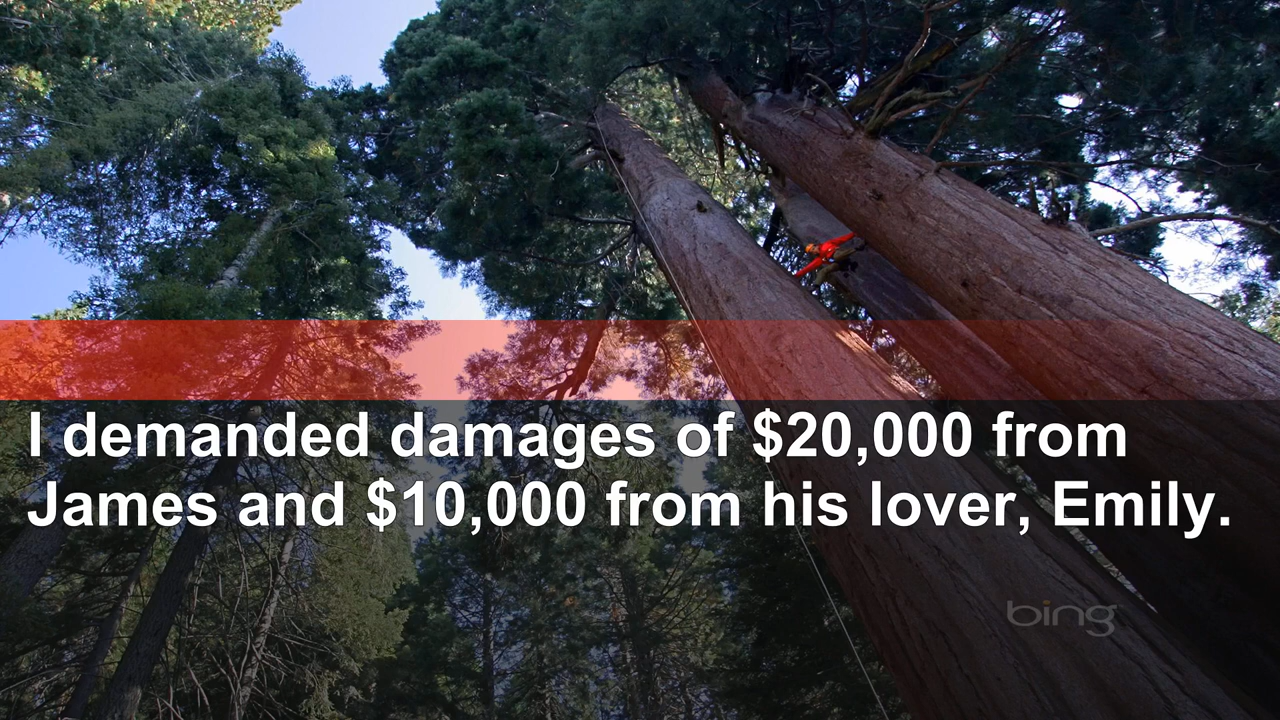 I demanded damages of $20,000 from
James and $10,000 from his lover, Emily.
bing